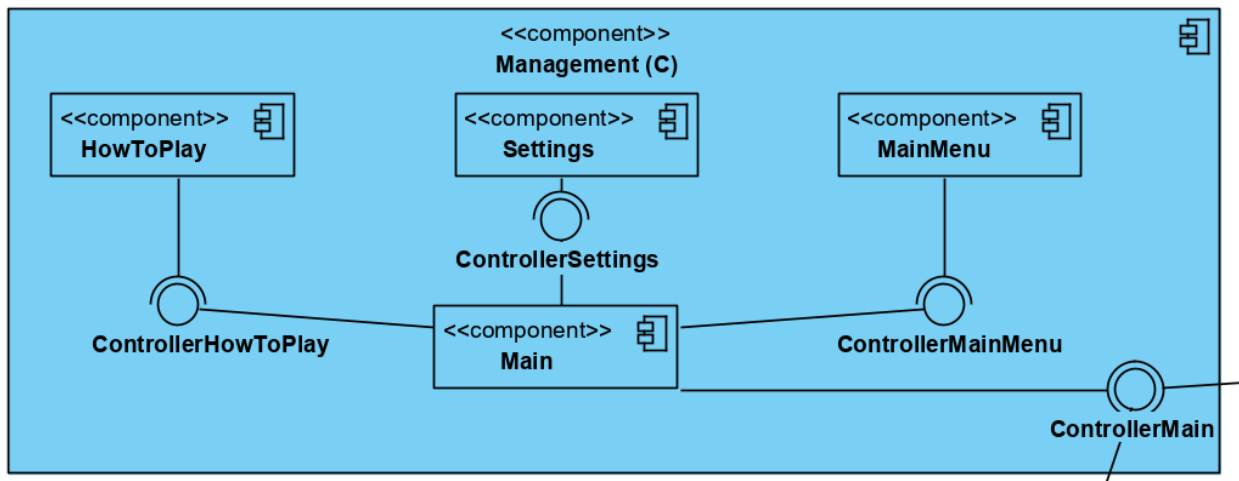 <<component>>
Management (C)
<<component>>
HowToPlay
<<component>>
Settings
<<component>>
MainMenu
ControllerSettings
ControllerHowToPlay
<<component>>
Main
ControllerMainMenu
ControllerMain